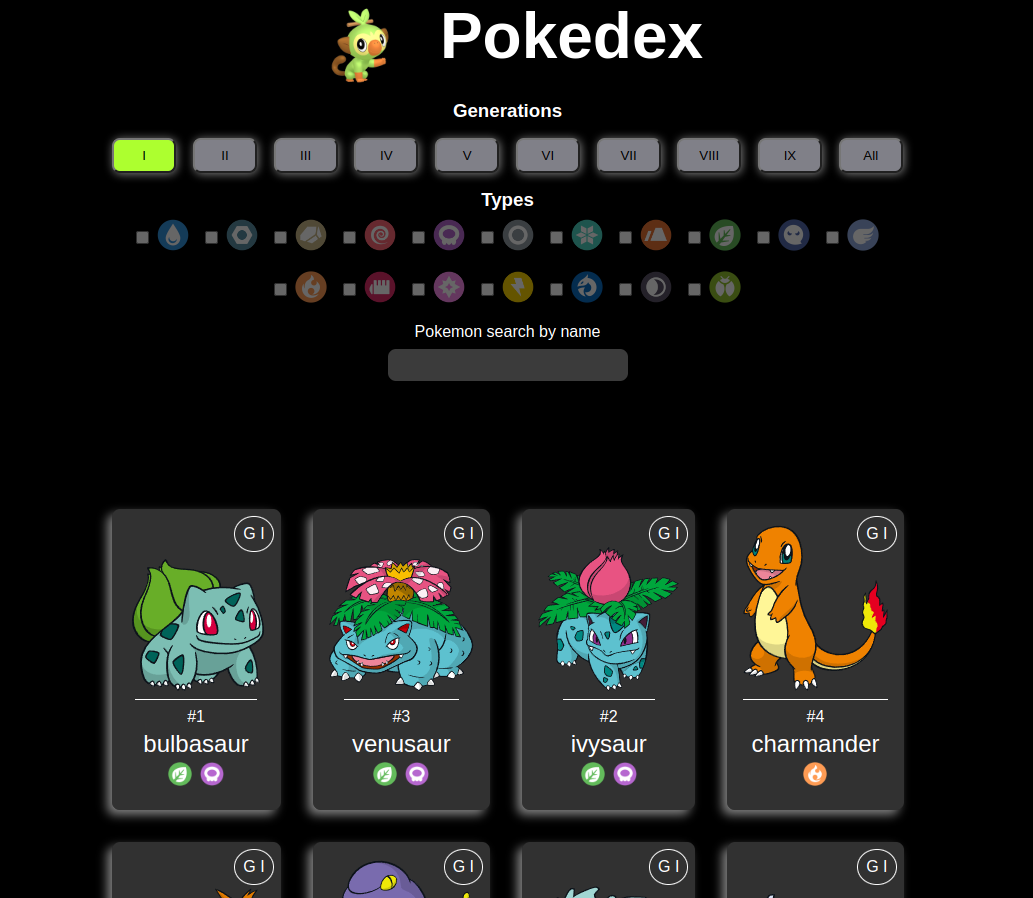 Pokedex
Generations
I II III IV V VI VII VIII IX All
Types
Pokemon search by name
G I G I G I G I
#1 #3 #2 #4
bulbasaur venusaur ivysaur charmander
G I G I G I G I